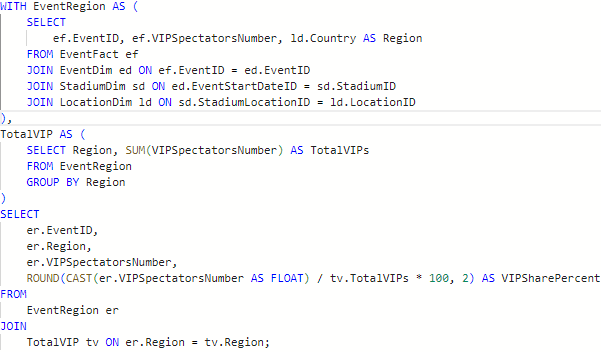 WITH EventRegion AS (
SELECT
ef.EventID, ef.VIPSpectatorsNumber, ld.Country AS Region
FROM EventFact ef
JOIN EventDim ed ON ef.EventID = ed.EventID
JOIN StadiumDim sd ON ed.EventStartDateID = sd.StadiumID
JOIN LocationDim ld ON sd.StadiumLocationID = ld.LocationID
),
TotalVIP AS (
SELECT Region, SUM(VIPSpectatorsNumber) AS TotalVIPs
FROM EventRegion
GROUP BY Region
)
SELECT
er.EventID,
er.Region,
er.VIPSpectatorsNumber,
ROUND(CAST(er.VIPSpectatorsNumber AS FLOAT) / tv.TotalVIPs * 100, 2) AS VIPSharePercent
FROM
EventRegion er
JOIN
TotalVIP tv ON er.Region = tv.Region;